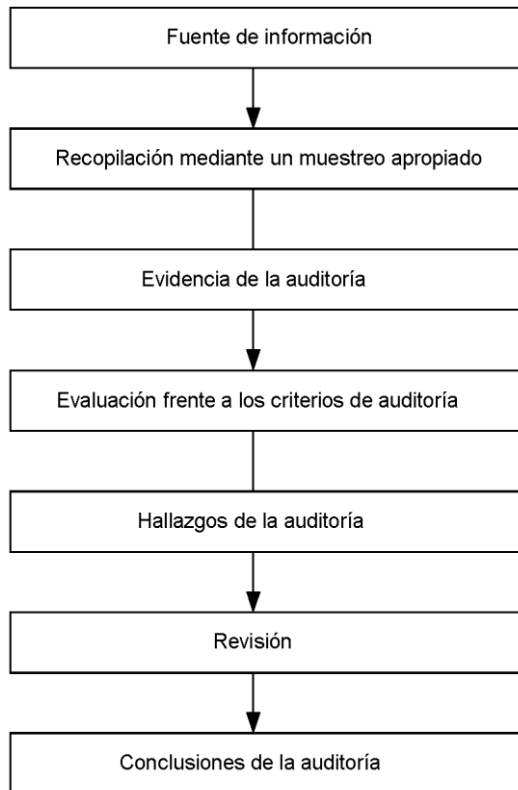 Fuente de información
Recopilación mediante un muestreo apropiado
Evidencia de la auditoría
Evaluación frente a los criterios de auditoría
Hallazgos de la auditoría
Revisión
Conclusiones de la auditoría